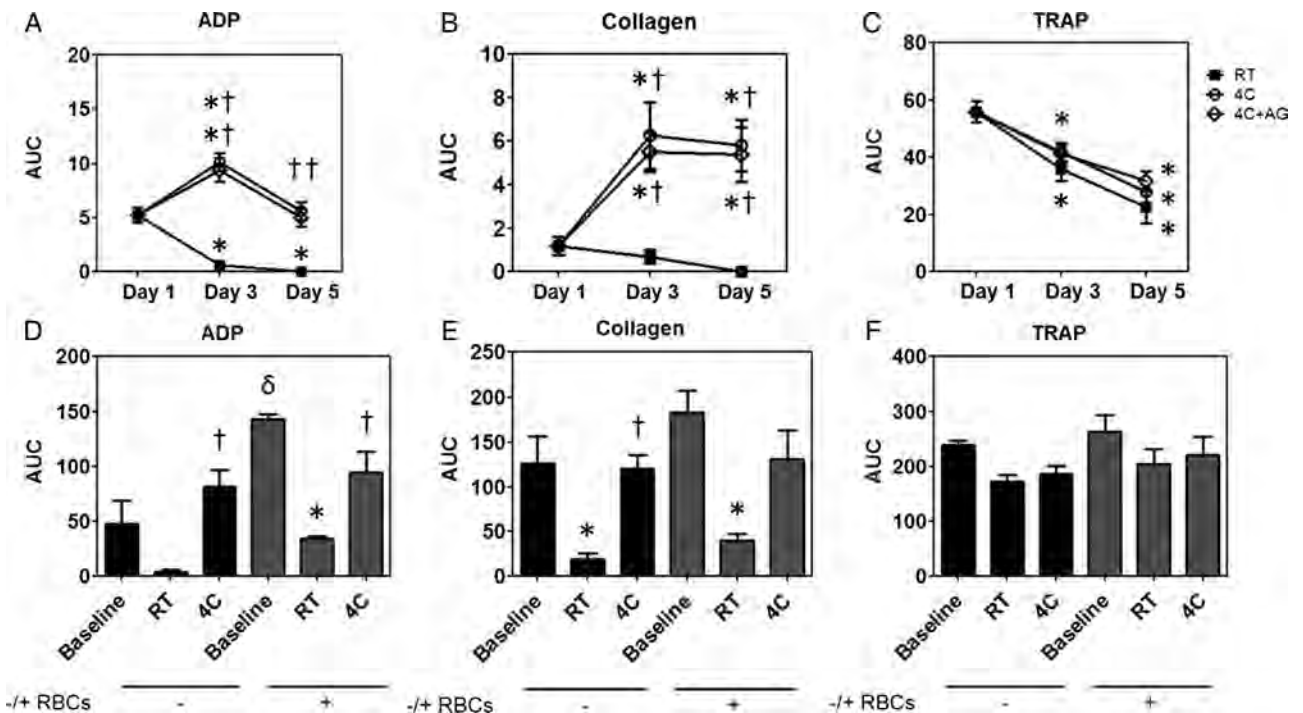 A ADP
20
15
10
5
0
AUC
*†
*†
††
*
*
Day 1 Day 3 Day 5
B Collagen
10
8
6
4
2
0
AUC
*† *†
*† *†
Day 1 Day 3 Day 5
C TRAP
80
60
40
20
0
AUC
*
*
*
*
*
Day 1 Day 3 Day 5
RT
4C
4C+AG
D ADP
200
150
100
50
0
AUC
† δ * †
Baseline RT 4C Baseline RT 4C
-/+ RBCs - +
E Collagen
250
200
150
100
50
0
AUC
* † *
Baseline RT 4C Baseline RT 4C
-/+ RBCs - +
F TRAP
400
300
200
100
0
AUC
Baseline RT 4C Baseline RT 4C
-/+ RBCs - +